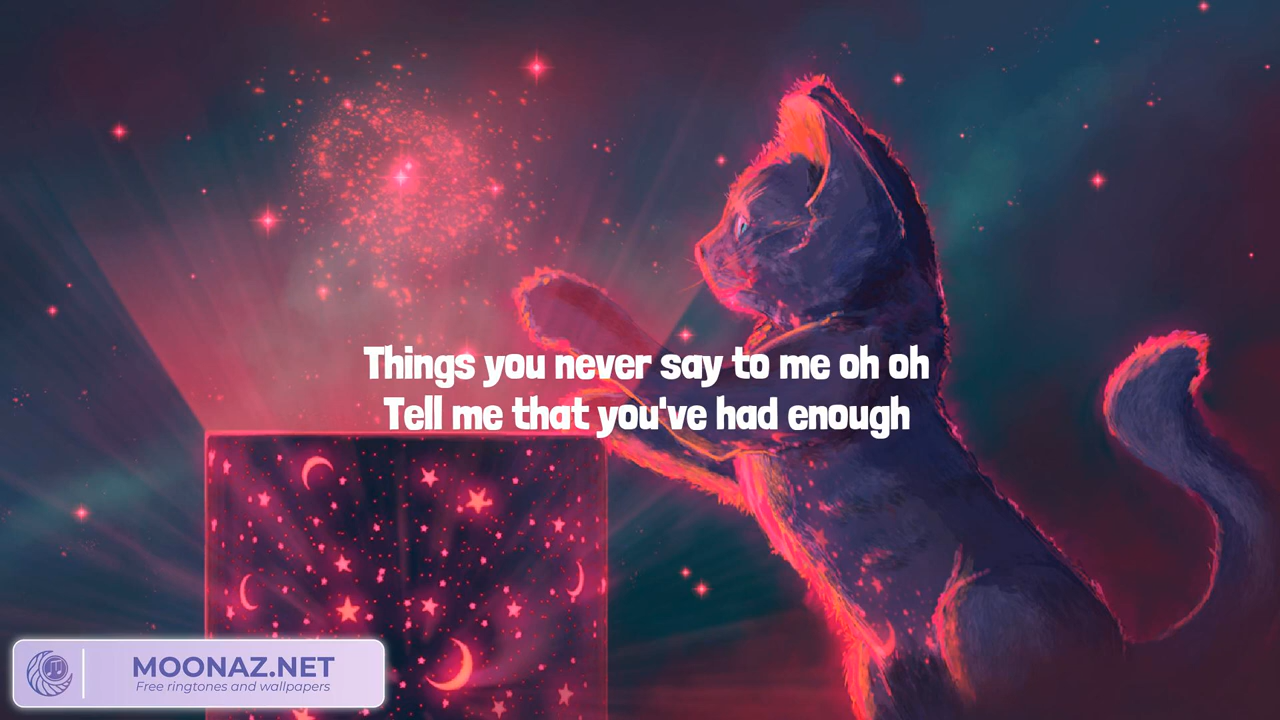 Things you never say to me oh oh
Tell me that you've had enough
MOONAZ.NET
Free ringtones and wallpapers